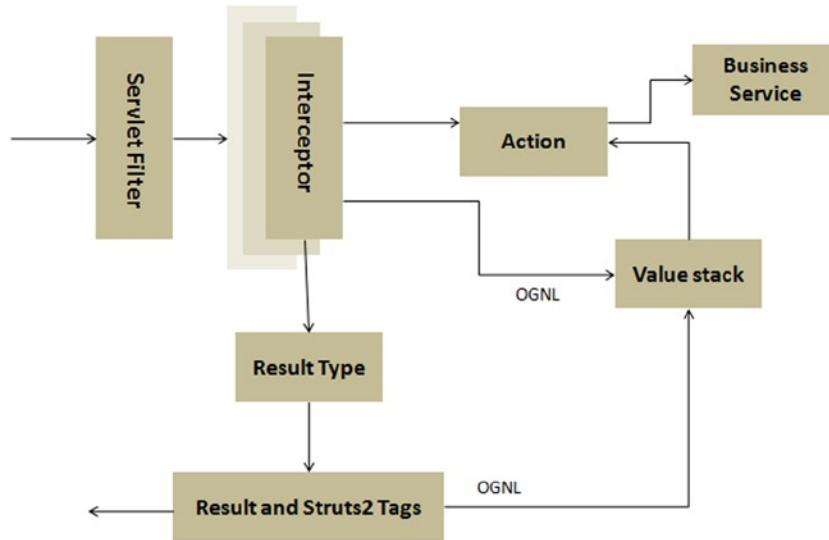 Servlet Filter
Interceptor
Action
Business
Service
Value stack
OGNL
Result Type
Result and Struts2 Tags
OGNL